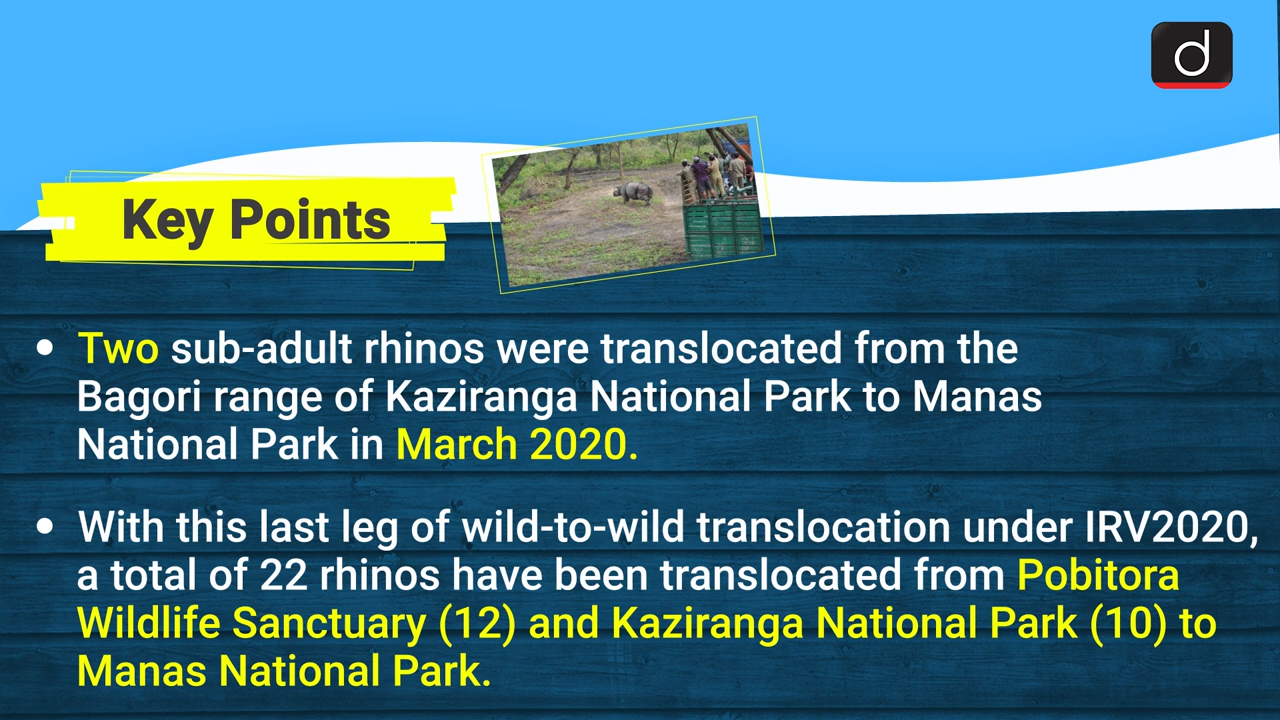 d
Key Points
• Two sub-adult rhinos were translocated from the
Bagori range of Kaziranga National Park to Manas
National Park in March 2020.
• With this last leg of wild-to-wild translocation under IRV2020,
a total of 22 rhinos have been translocated from Pobitora
Wildlife Sanctuary (12) and Kaziranga National Park (10) to
Manas National Park.